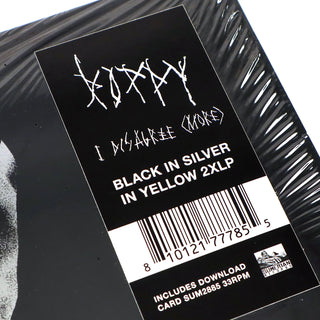 POPPY
I DISAGREE (MORE)
BLACK IN SILVER
IN YELLOW 2XLP
8 10121 77785 5
INCLUDES DOWNLOAD
CARD SUM2885 33RPM